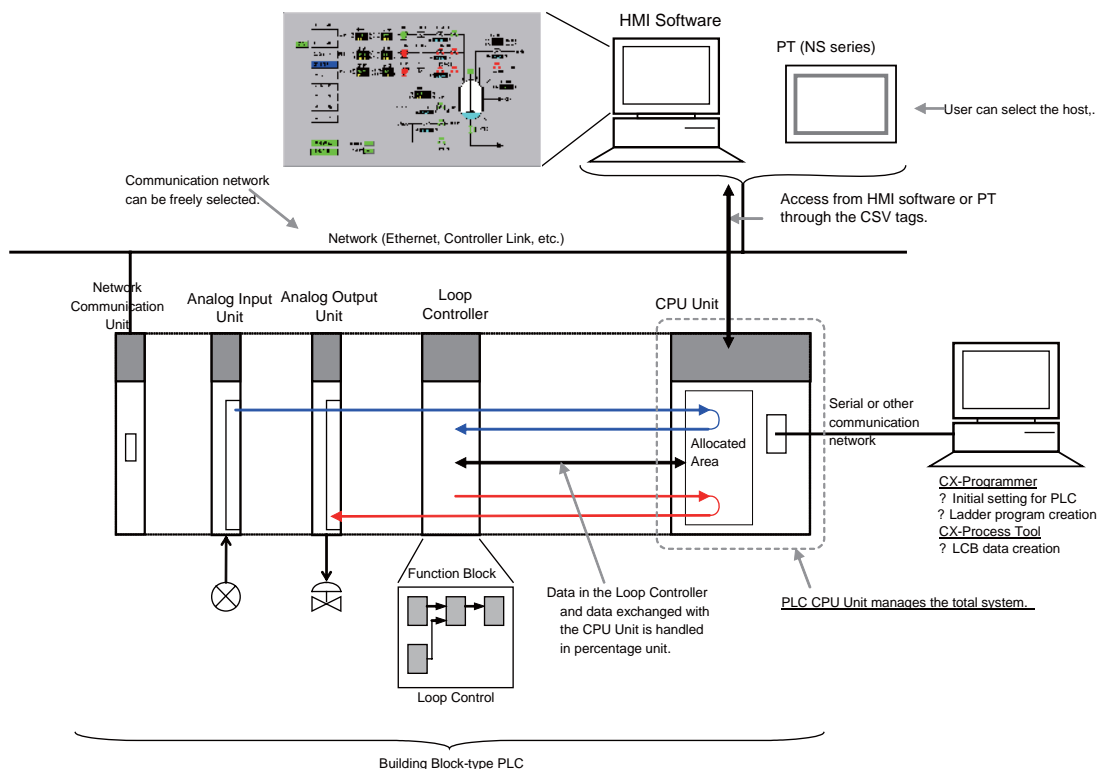 HMI Software
PT (NS series)
User can select the host,.
Communication network
can be freely selected.
Access from HMI software or PT
through the CSV tags.
Network (Ethernet, Controller Link, etc.)
Network
Communication
Unit
Analog Input
Unit
Analog Output
Unit
Loop
Controller
CPU Unit
Serial or other
communication
network
Allocated
Area
CX-Programmer
? Initial setting for PLC
? Ladder program creation
CX-Process Tool
? LCB data creation
Function Block
Loop Control
Data in the Loop Controller
and data exchanged with
the CPU Unit is handled
in percentage unit.
PLC CPU Unit manages the total system.
Building Block-type PLC